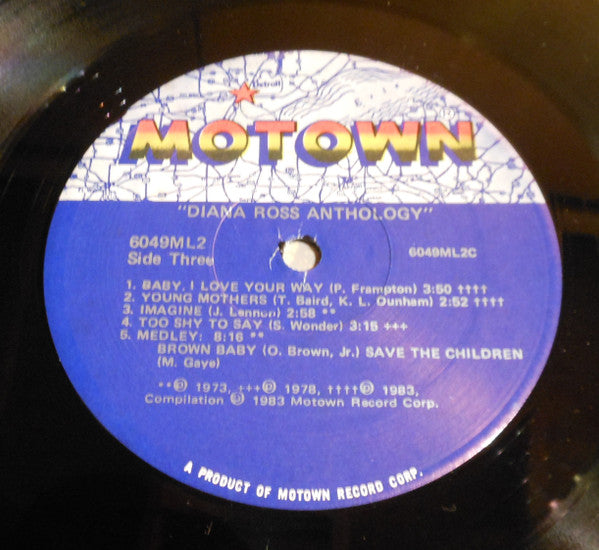 Detroit
MOTOWN®
"DIANA ROSS ANTHOLOGY"
6049ML2 6049ML2C
Side Three
1. BABY, I LOVE YOUR WAY (P. Frampton) 3:50 ††††
2. YOUNG MOTHERS (T. Baird, K. L. Dunham) 2:52 ††††
3. IMAGINE (J. Lennon) 2:58 **
4. TOO SHY TO SAY (S. Wonder) 3:15 +++
5. MEDLEY: 8:16 **
BROWN BABY (O. Brown, Jr.) SAVE THE CHILDREN
(M. Gaye)
**℗ 1973, +++℗ 1978, ††††℗ 1983,
Compilation ℗ 1983 Motown Record Corp.
A PRODUCT OF MOTOWN RECORD CORP.